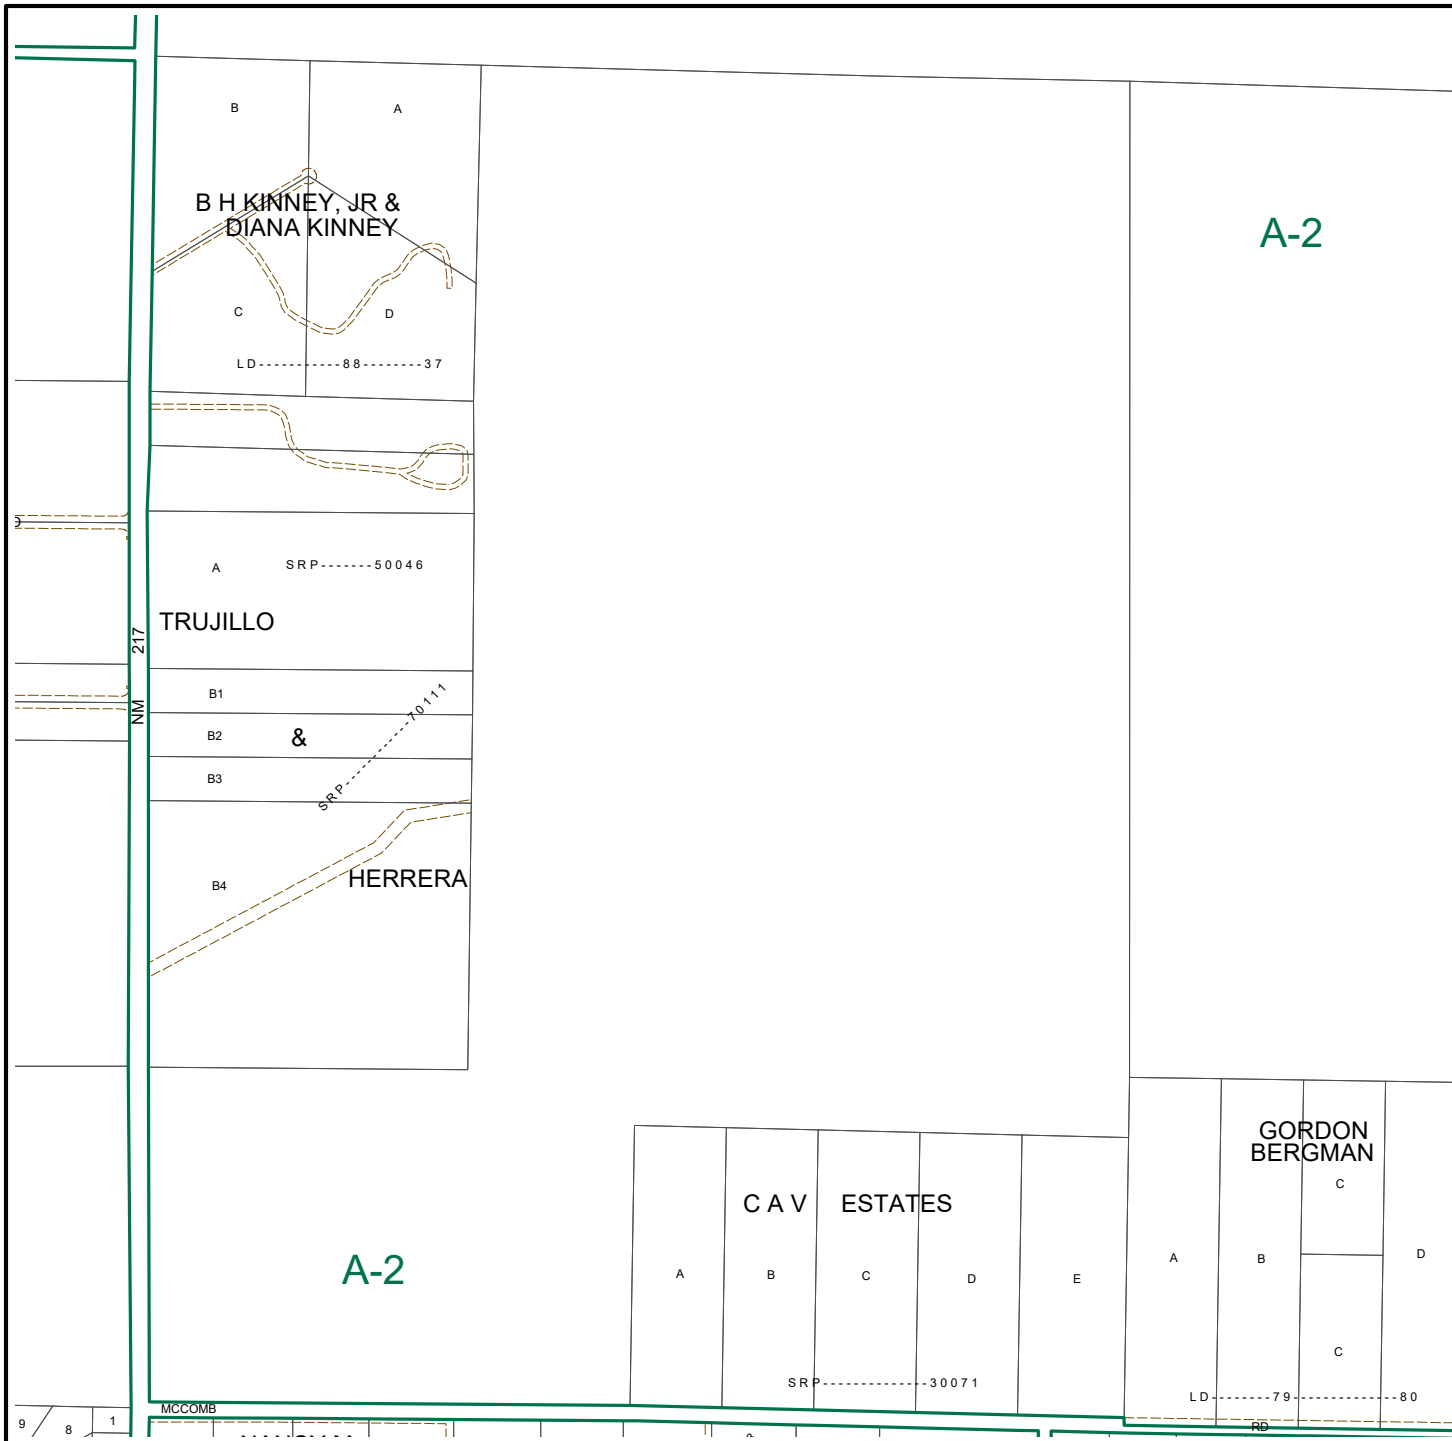 B
A
B H KINNEY, JR &
DIANA KINNEY
A-2
C
D
LD----------88--------37
A
SRP-------50046
TRUJILLO
NM 217
B1
B2
&
B3
SRP----------70111
B4
HERRERA
GORDON
BERGMAN
C
C A V ESTATES
A-2
A
B
C
D
E
A
B
D
C
SRP-------------30071
LD-------79-------------80
MCCOMB
RD
9
8
1